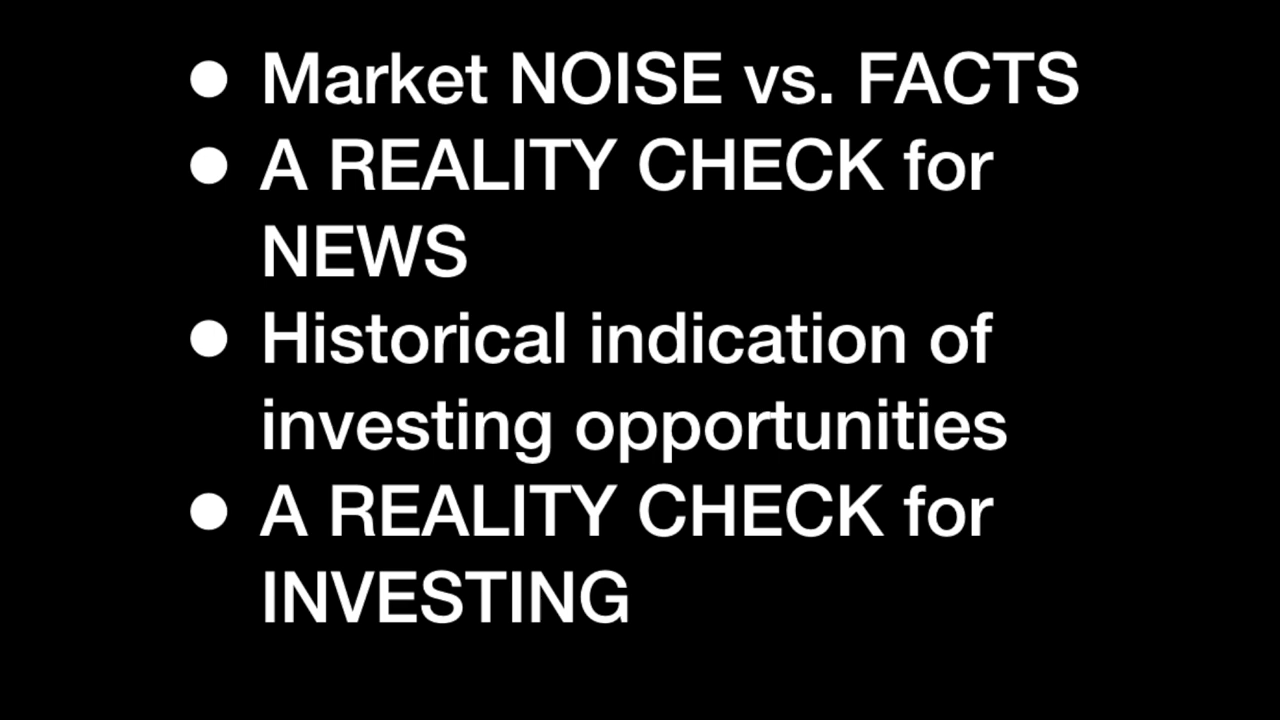 ● Market NOISE vs. FACTS
● A REALITY CHECK for
NEWS
● Historical indication of
investing opportunities
● A REALITY CHECK for
INVESTING